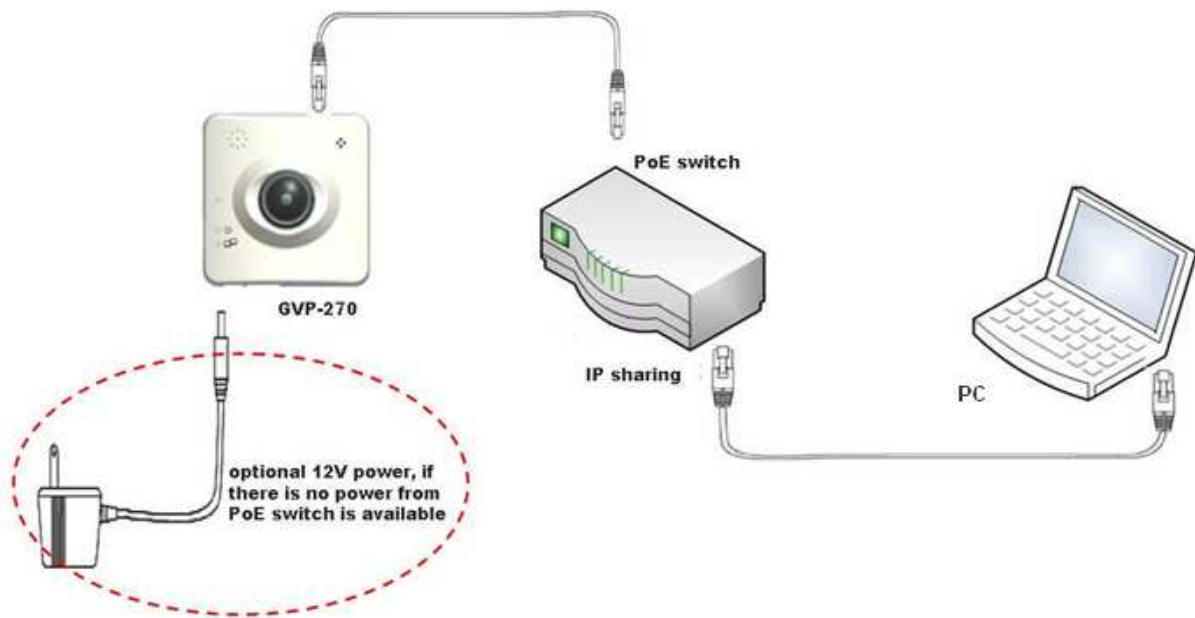 PoE switch
GVP-270
IP sharing
PC
optional 12V power, if
there is no power from
PoE switch is available